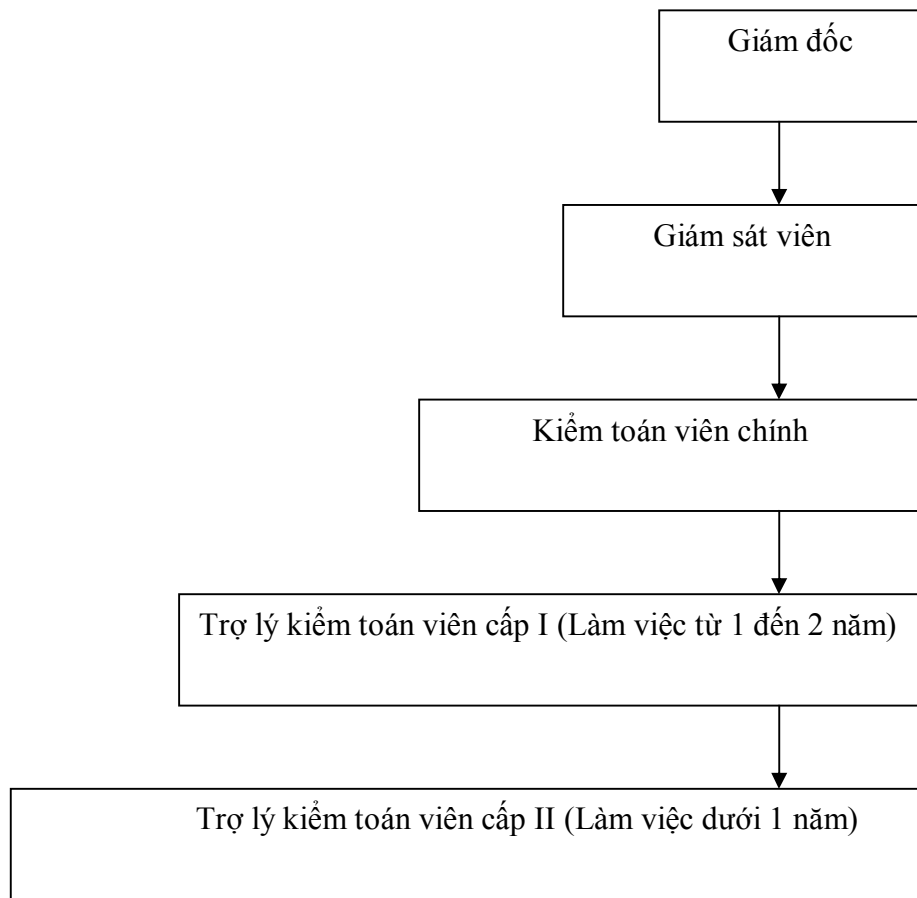 Giám đốc
Giám sát viên
Kiểm toán viên chính
Trợ lý kiểm toán viên cấp I (Làm việc từ 1 đến 2 năm)
Trợ lý kiểm toán viên cấp II (Làm việc dưới 1 năm)